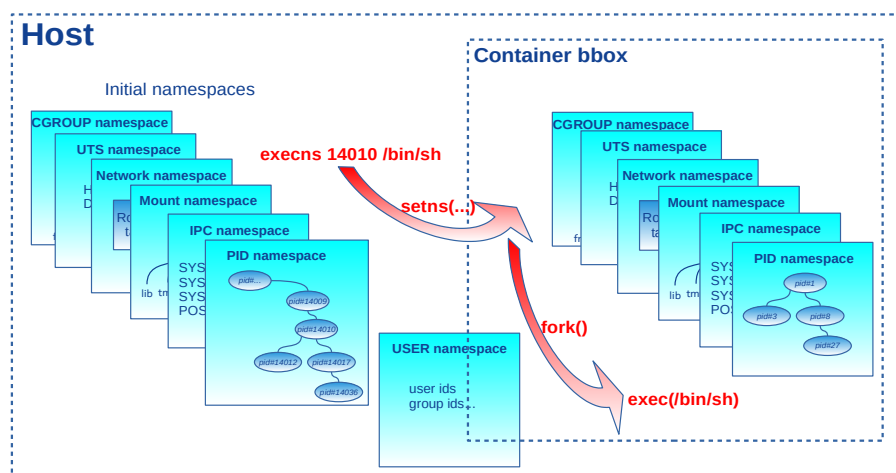 Host
Container bbox
Initial namespaces
CGROUP namespace
UTS namespace
Network namespace
Mount namespace
lib
IPC namespace
SYS
SYS
SYS
POS
PID namespace
pid#...
pid#14009
pid#14010
pid#14012
pid#14017
pid#14036
execns 14010 /bin/sh
setns(...)
fork()
exec(/bin/sh)
USER namespace
user ids
group ids...
CGROUP namespace
UTS namespace
Network namespace
Mount namespace
lib
IPC namespace
SYS
SYS
SYS
POS
PID namespace
pid#1
pid#3
pid#8
pid#27